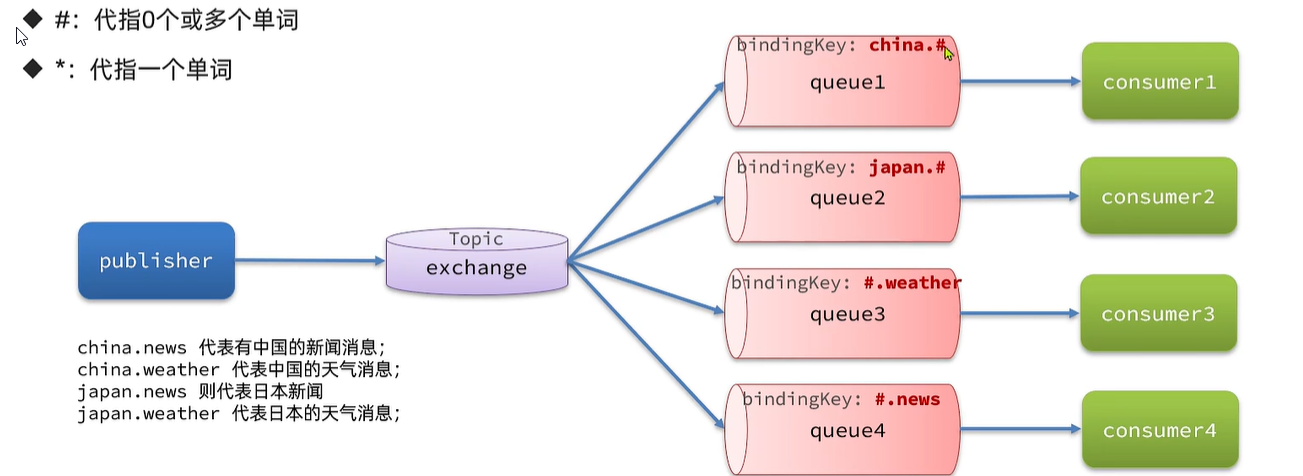 ◆ #：代指0个或多个单词
◆ *：代指一个单词
publisher
Topic
exchange
bindingKey: china.#
queue1
consumer1
bindingKey: japan.#
queue2
consumer2
bindingKey: #.weather
queue3
consumer3
bindingKey: #.news
queue4
consumer4
china.news 代表有中国的新闻消息;
china.weather 代表中国的天气消息;
japan.news 则代表日本新闻
japan.weather 代表日本的天气消息;